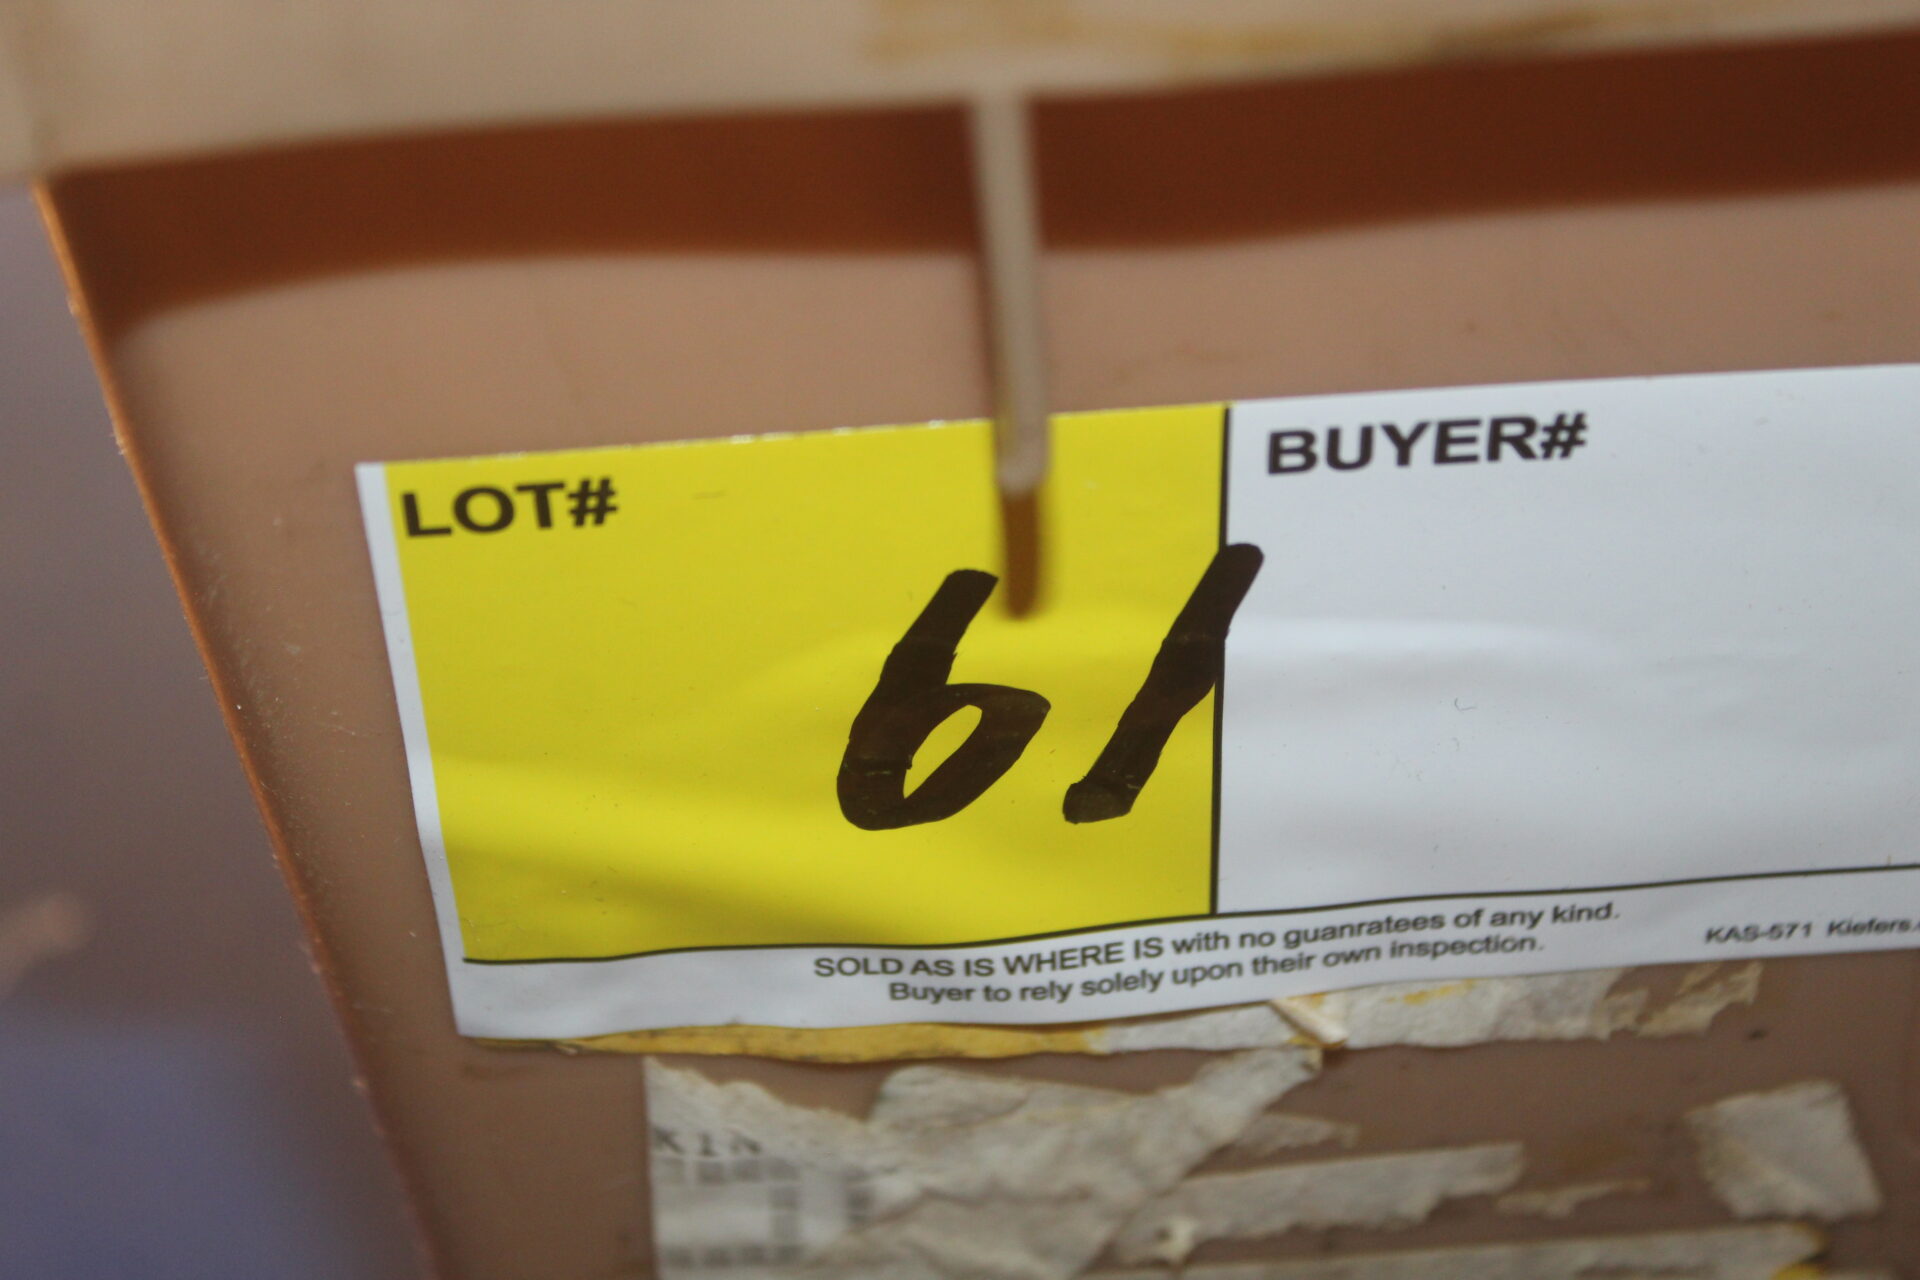 LOT#
BUYER#
61
SOLD AS IS WHERE IS with no guanratees of any kind.
Buyer to rely solely upon their own inspection.
KAS-571 Kiefers.
KIN